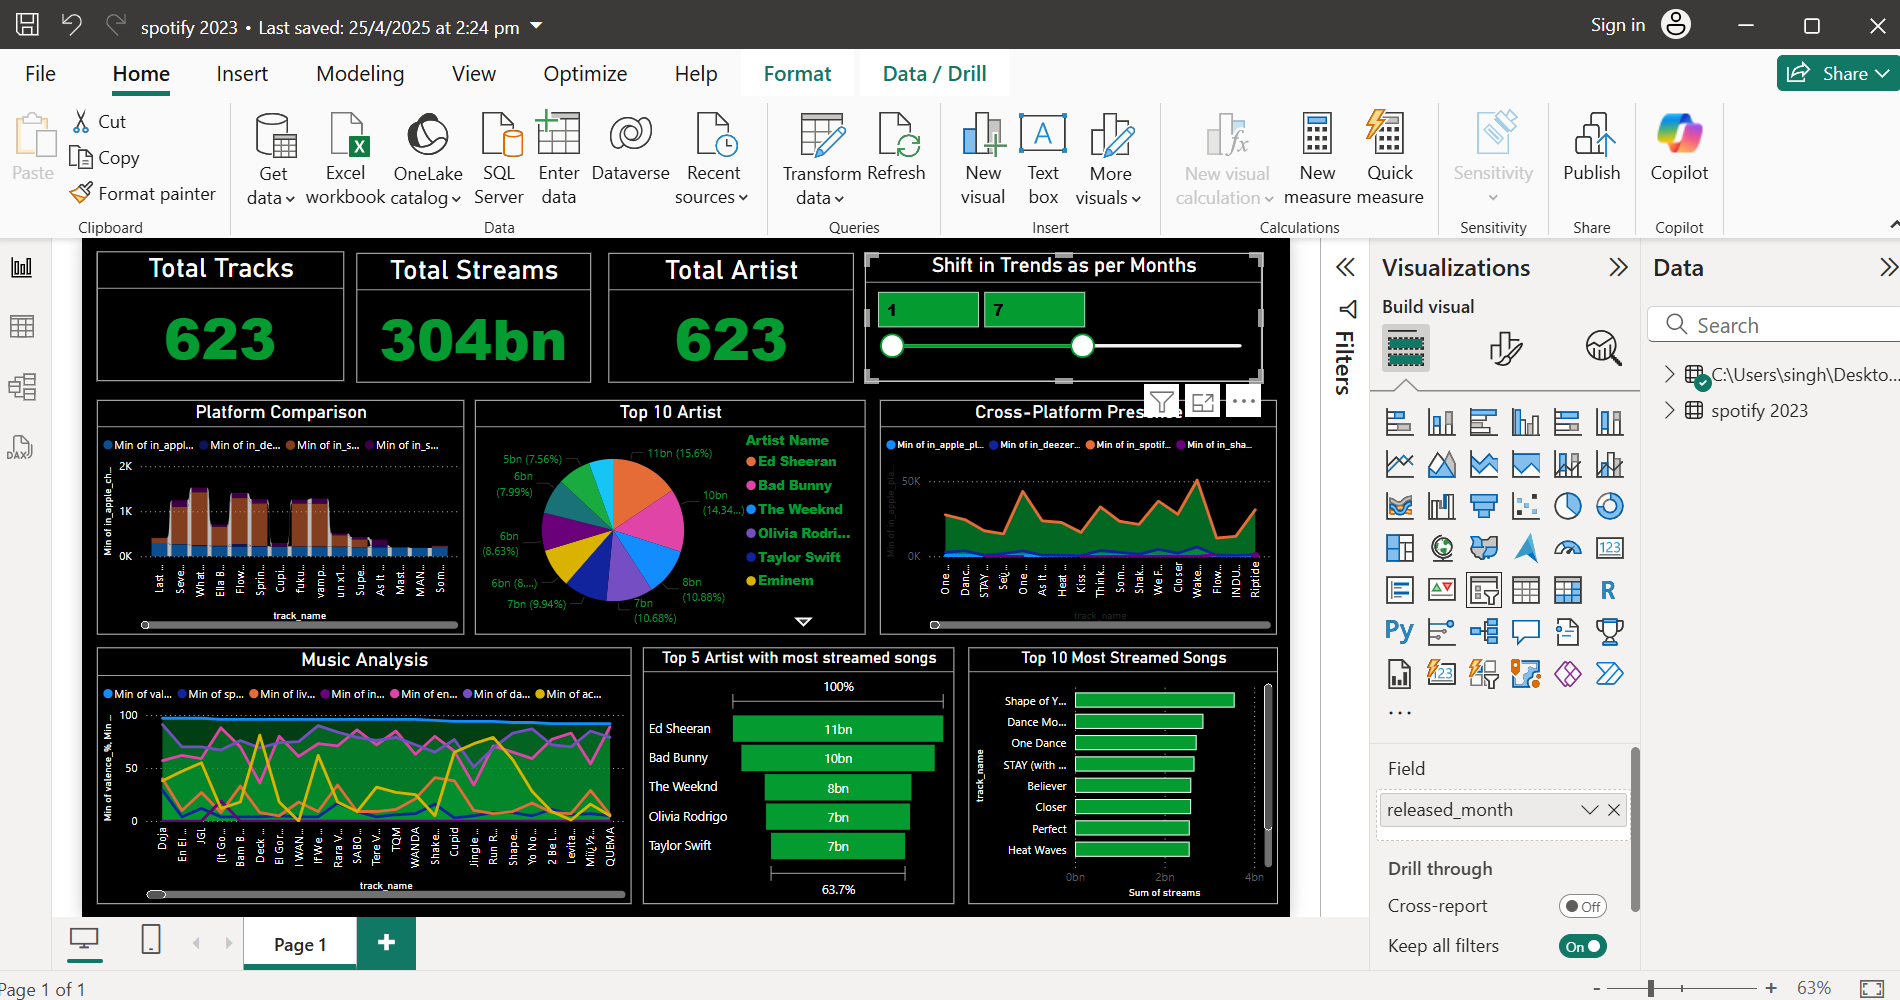 spotify 2023 • Last saved: 25/4/2025 at 2:24 pm
Sign in
File Home Insert Modeling View Optimize Help Format Data / Drill
Share
Paste
Cut
Copy
Format painter
Clipboard
Get data
Excel workbook
OneLake catalog
SQL Server
Enter data
Dataverse
Recent sources
Data
Transform data
Refresh
Queries
New visual
Text box
More visuals
Insert
New visual calculation
New measure
Quick measure
Calculations
Sensitivity
Sensitivity
Publish
Share
Copilot
Copilot
Total Tracks
623
Total Streams
304bn
Total Artist
623
Shift in Trends as per Months
1
7
Platform Comparison
Min of in_appl... Min of in_de... Min of in_s... Min of in_s...
Min of in_apple_ch...
2K
1K
0K
Last ...
Seve...
What...
Ella B...
Flow...
Sprin...
Cupi...
fuku...
vamp...
un x1...
Supe...
As It ...
Mast...
MAN...
Som...
track_name
Top 10 Artist
11bn (15.6%)
10bn (14.34...)
8bn (10.88%)
7bn (10.68%)
7bn (9.94%)
6bn (8....)
6bn (8.63%)
6bn (7.99%)
5bn (7.56%)
Artist Name
Ed Sheeran
Bad Bunny
The Weeknd
Olivia Rodri...
Taylor Swift
Eminem
Cross-Platform Prese
Min of in_apple_pl... Min of in_deezer... Min of in_spotif... Min of in_sha...
Min of in_apple_pla...
50K
0K
One ...
Danc...
STAY ...
Seï¿...
One ...
As It ...
Heat ...
Kiss ...
Think...
Som...
Shak...
We F...
Closer
Wake...
Flow...
INDU...
Riptide
track_name
Music Analysis
Min of val... Min of sp... Min of liv... Min of in... Min of en... Min of da... Min of ac...
Min of valence_%, Min ...
100
50
0
Doja
En El ...
JGL
(It Go...
Bam B...
Deck ...
El Gor...
I WAN...
If We ...
Rara V...
SABO...
Tere V...
TQM
WANDA
Shake...
Cupid
Jingle ...
Run R...
Shape...
Yo No...
2 Be L...
Levita...
Miï¿½...
QUEMA
track_name
Top 5 Artist with most streamed songs
100%
Ed Sheeran 11bn
Bad Bunny 10bn
The Weeknd 8bn
Olivia Rodrigo 7bn
Taylor Swift 7bn
63.7%
Top 10 Most Streamed Songs
track_name
Shape of Y...
Dance Mo...
One Dance
STAY (with ...
Believer
Closer
Perfect
Heat Waves
0bn 2bn 4bn
Sum of streams
Filters
Visualizations
Build visual
123
R
Py
123
Field
released_month
Drill through
Cross-report Off
Keep all filters On
Data
Search
C:\Users\singh\Deskto...
spotify 2023
DAX
Page 1
Page 1 of 1
63%